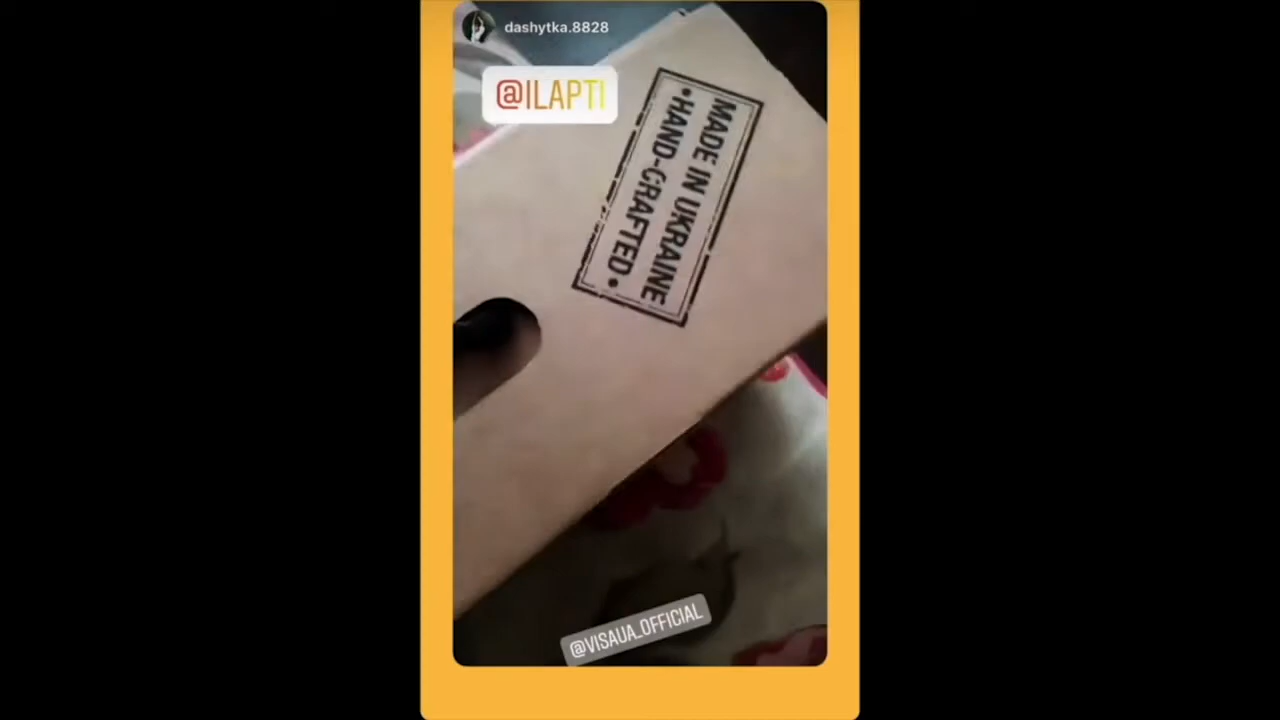 dashytka.8828
@ILAPTI
MADE IN UKRAINE
•HAND-CRAFTED•
@VISAUA_OFFICIAL